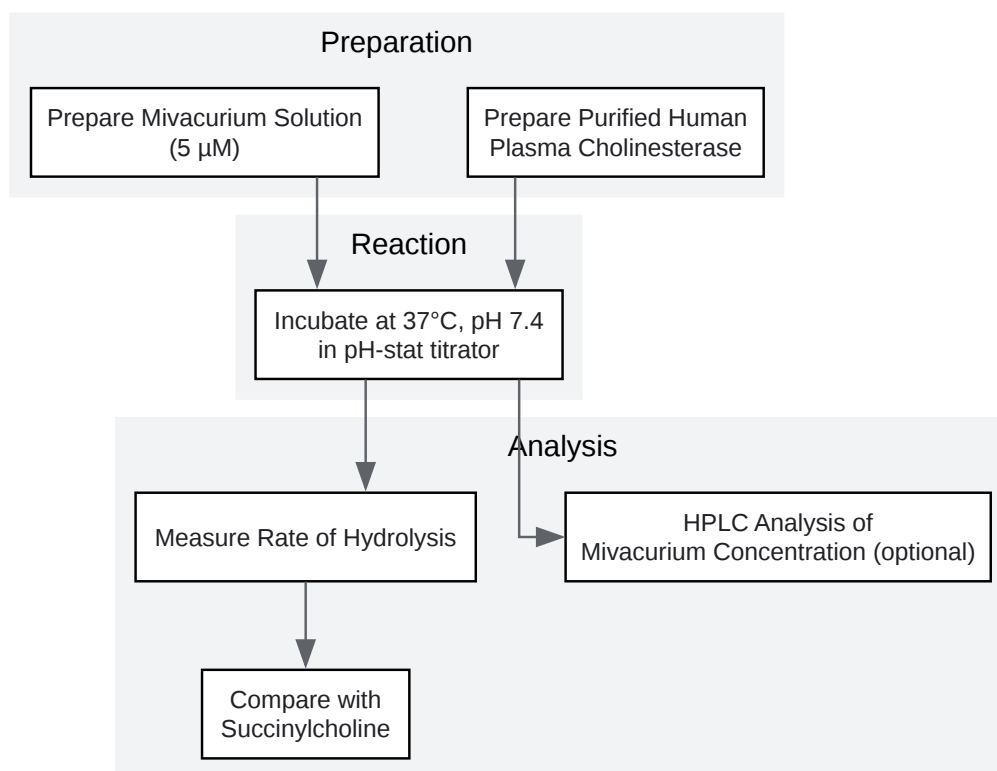 Preparation
Prepare Mivacurium Solution
(5 µM)
Prepare Purified Human
Plasma Cholinesterase
Reaction
Incubate at 37°C, pH 7.4
in pH-stat titrator
Analysis
Measure Rate of Hydrolysis
HPLC Analysis of
Mivacurium Concentration (optional)
Compare with
Succinylcholine